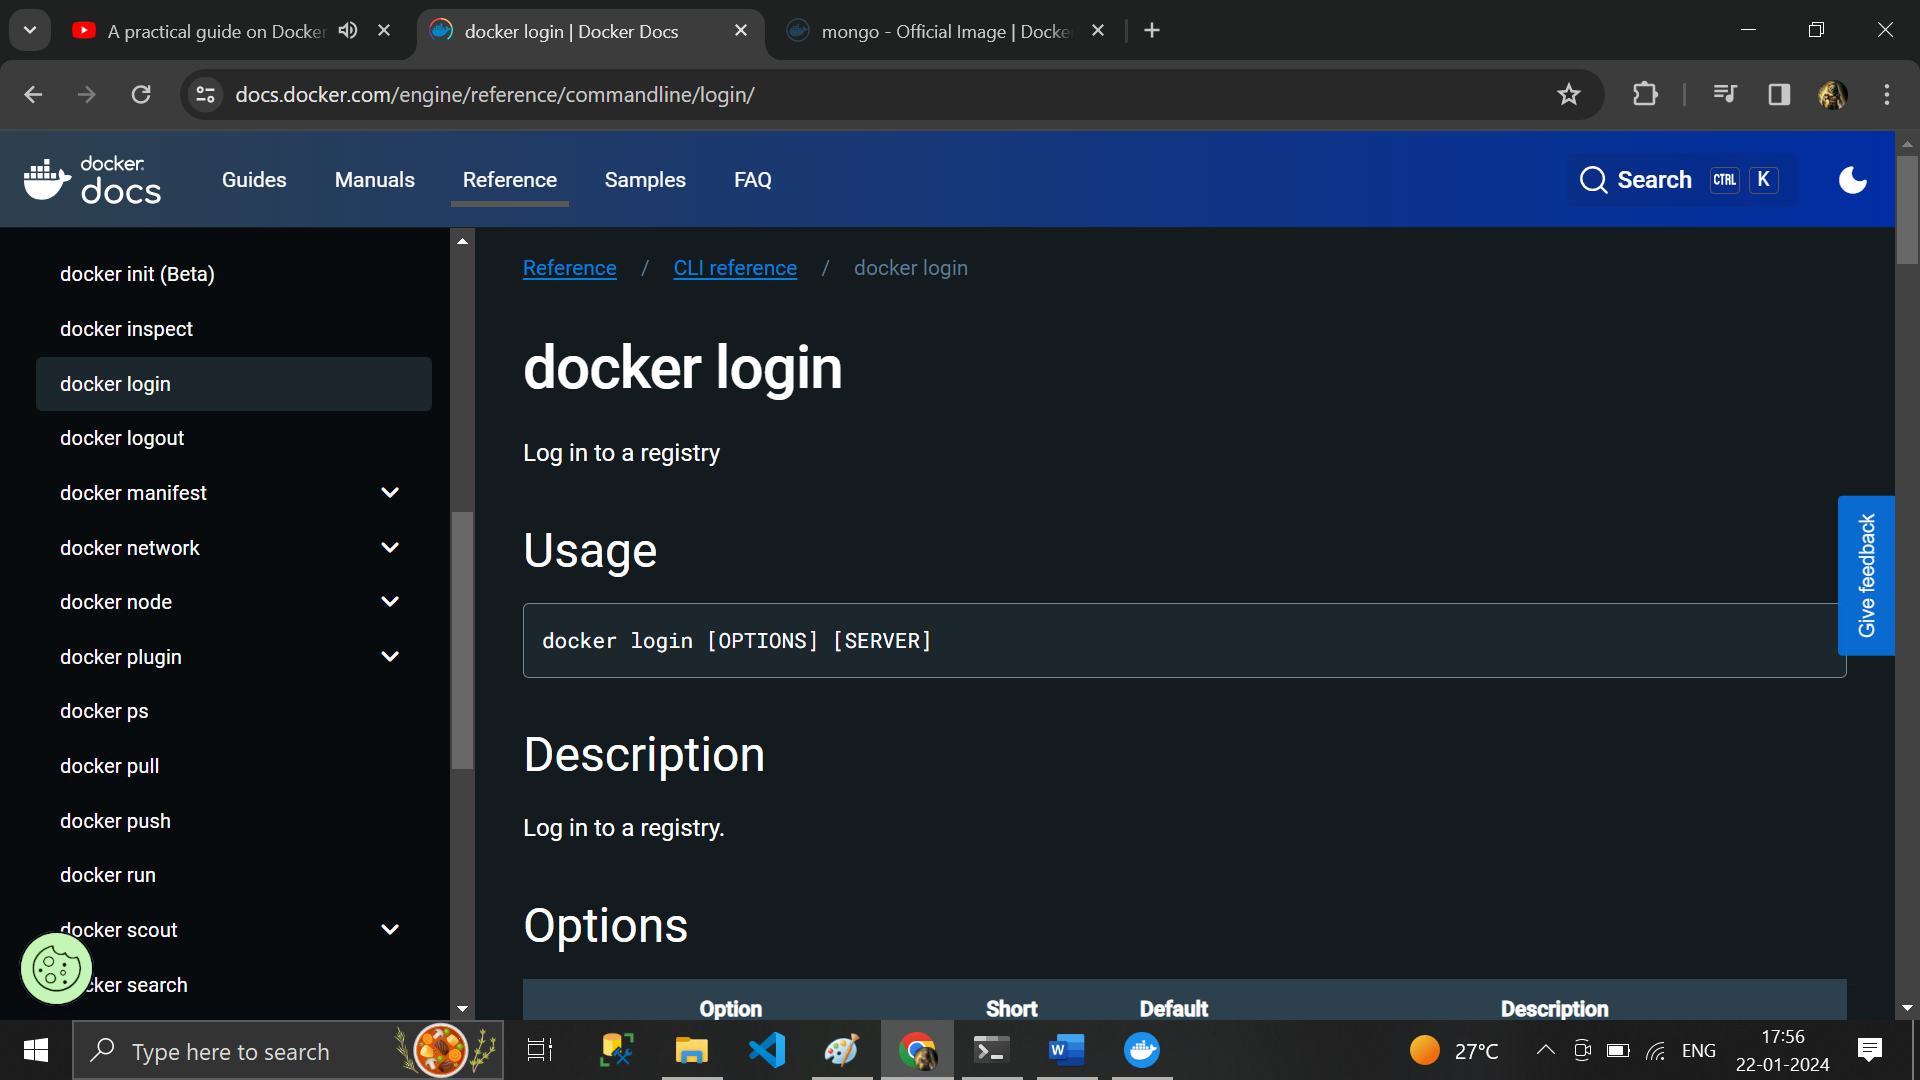 A practical guide on Docker
docker login | Docker Docs
mongo - Official Image | Docke
docs.docker.com/engine/reference/commandline/login/
docker
docs
Guides
Manuals
Reference
Samples
FAQ
Search
CTRL
K
docker init (Beta)
docker inspect
docker login
docker logout
docker manifest
docker network
docker node
docker plugin
docker ps
docker pull
docker push
docker run
docker scout
cker search
Reference / CLI reference / docker login
docker login
Log in to a registry
Usage
docker login [OPTIONS] [SERVER]
Description
Log in to a registry.
Options
Option Short Default Description
Give feedback
Type here to search
27°C
ENG
17:56
22-01-2024